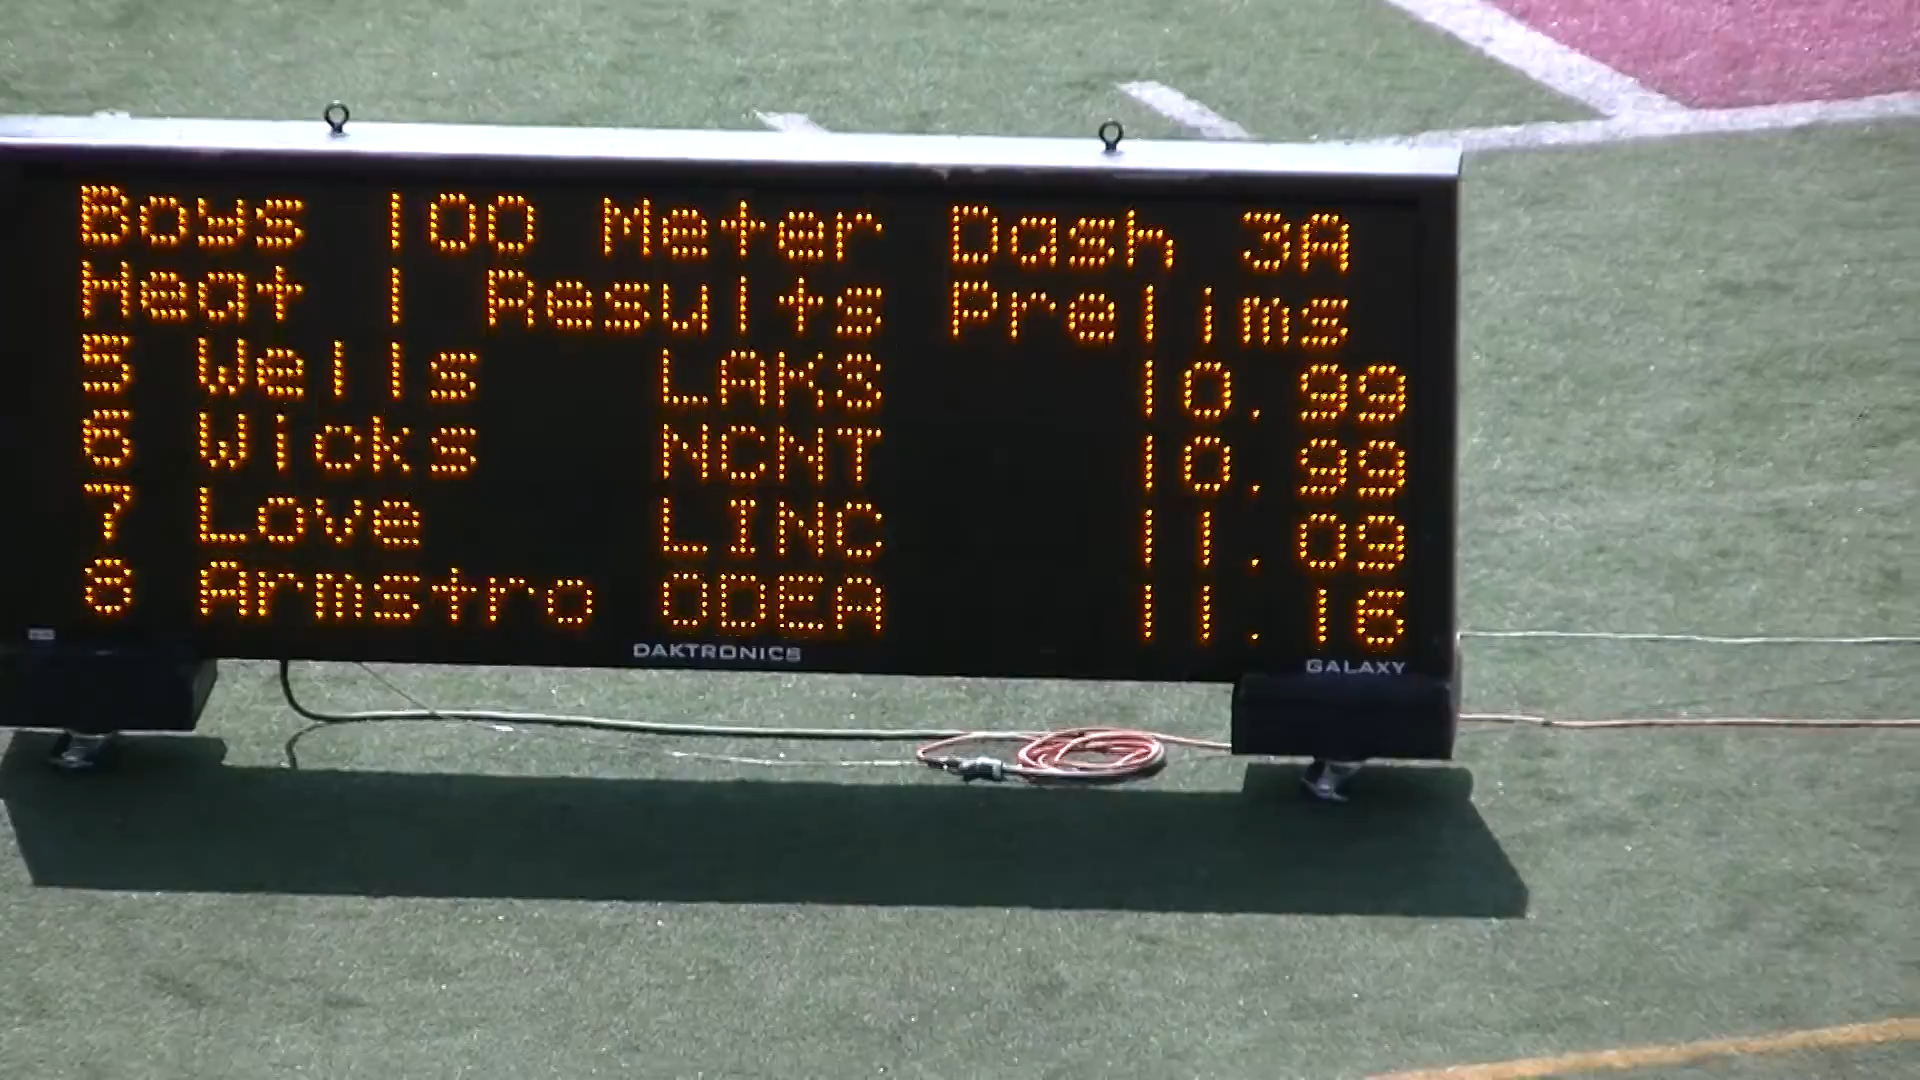 Boys 100 Meter Dash 3A
Heat 1 Results Prelims
5 Wells LAKS 10.99
6 Wicks NCNT 10.99
7 Love LINC 11.09
8 Armstro ODEA 11.16
DAKTRONICS GALAXY